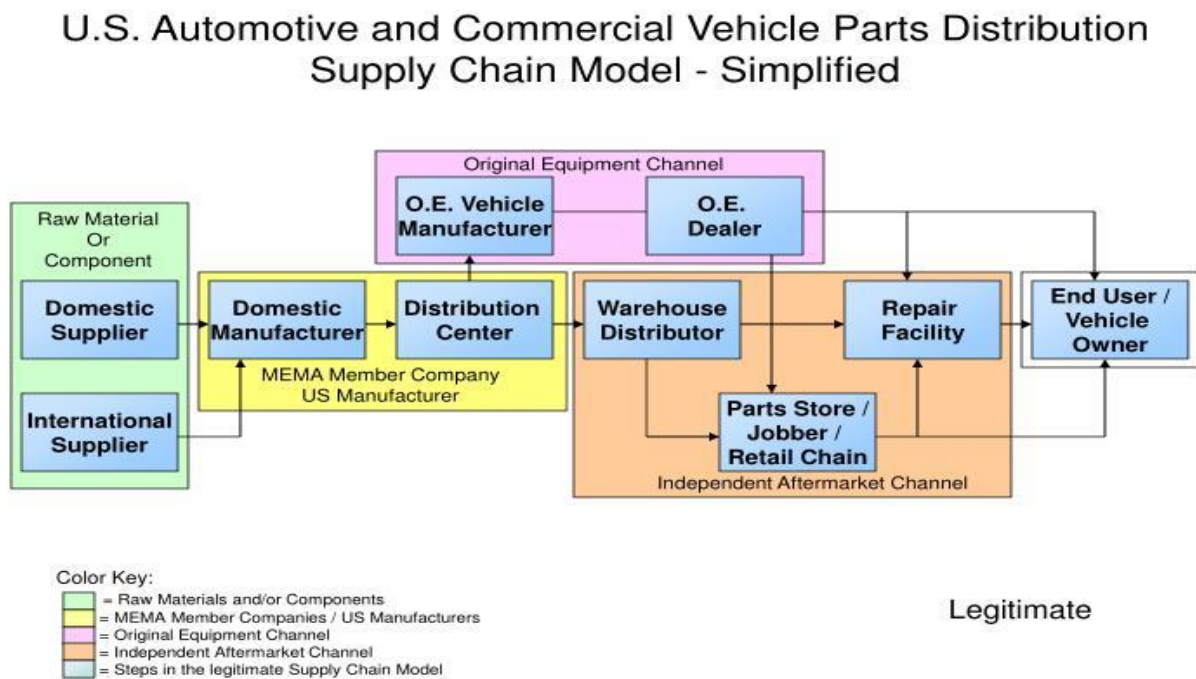 U.S. Automotive and Commercial Vehicle Parts Distribution
Supply Chain Model - Simplified
Original Equipment Channel
O.E. Vehicle
Manufacturer
O.E.
Dealer
Raw Material
Or
Component
Domestic
Supplier
International
Supplier
Domestic
Manufacturer
Distribution
Center
MEMA Member Company
US Manufacturer
Warehouse
Distributor
Repair
Facility
Parts Store /
Jobber /
Retail Chain
Independent Aftermarket Channel
End User /
Vehicle
Owner
Color Key:
= Raw Materials and/or Components
= MEMA Member Companies / US Manufacturers
= Original Equipment Channel
= Independent Aftermarket Channel
= Steps in the legitimate Supply Chain Model
Legitimate